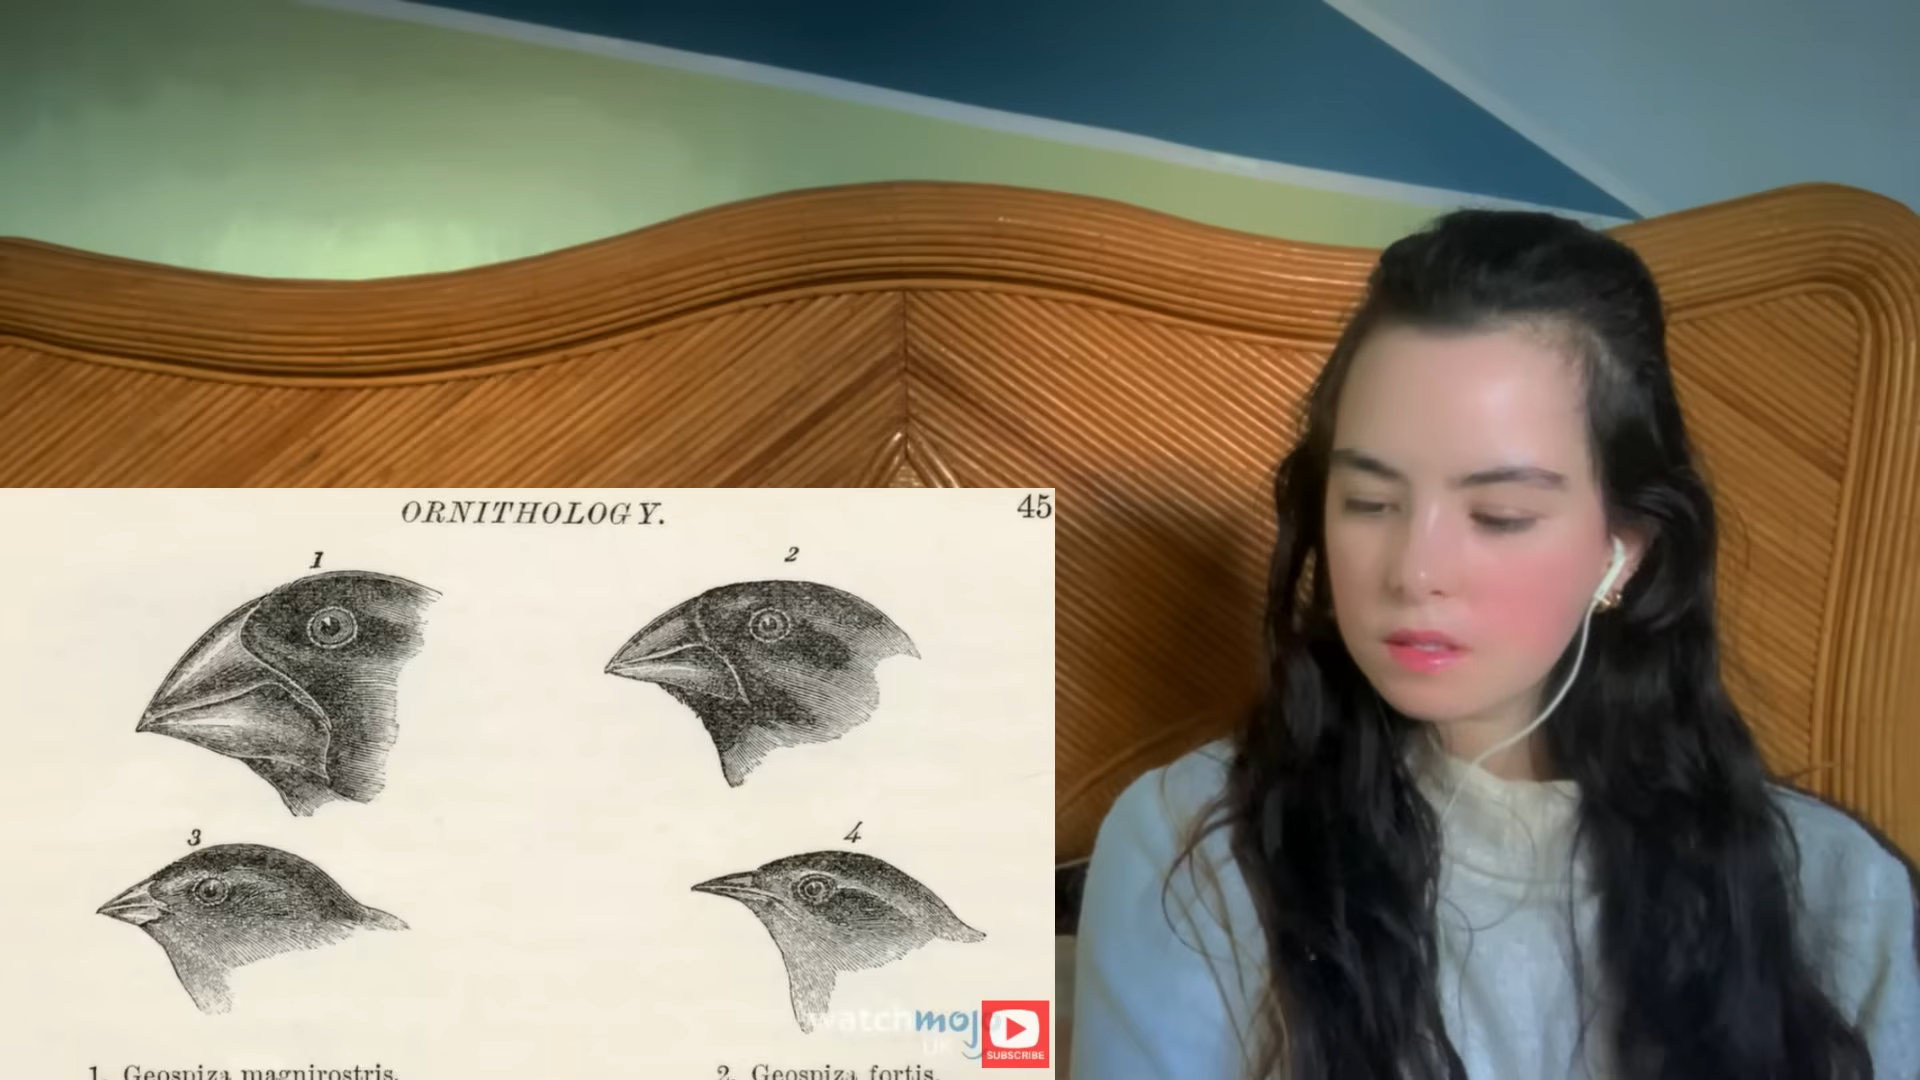 ORNITHOLOGY. 45
1 2
3 4
watchmojo
UK
SUBSCRIBE
1. Geospiza magnirostris. 2. Geospiza fortis.